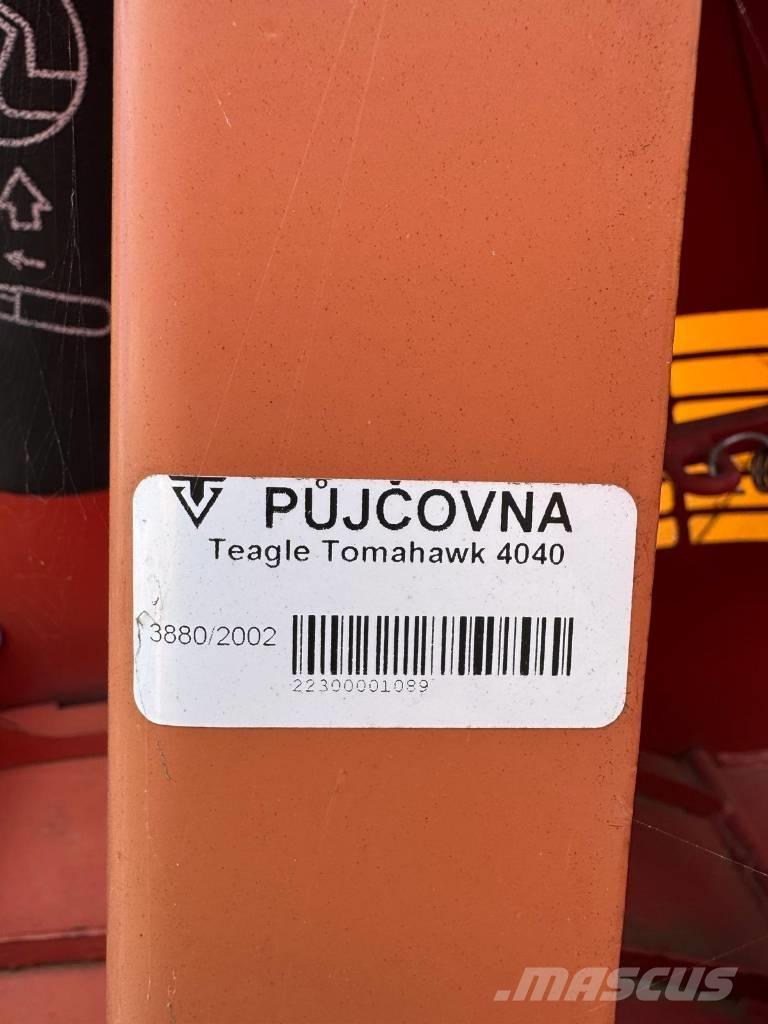 PŮJČOVNA
Teagle Tomahawk 4040
3880/2002
22300001089
MASCUS